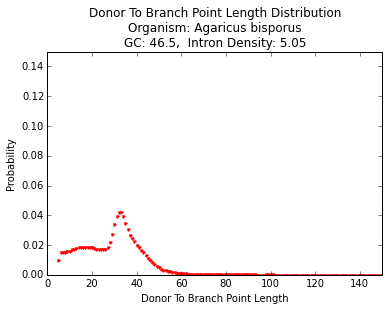 Donor To Branch Point Length Distribution
Organism: Agaricus bisporus
GC: 46.5,  Intron Density: 5.05
0.14
0.12
0.10
0.08
0.06
0.04
0.02
0.00
Probability
0 20 40 60 80 100 120 140
Donor To Branch Point Length